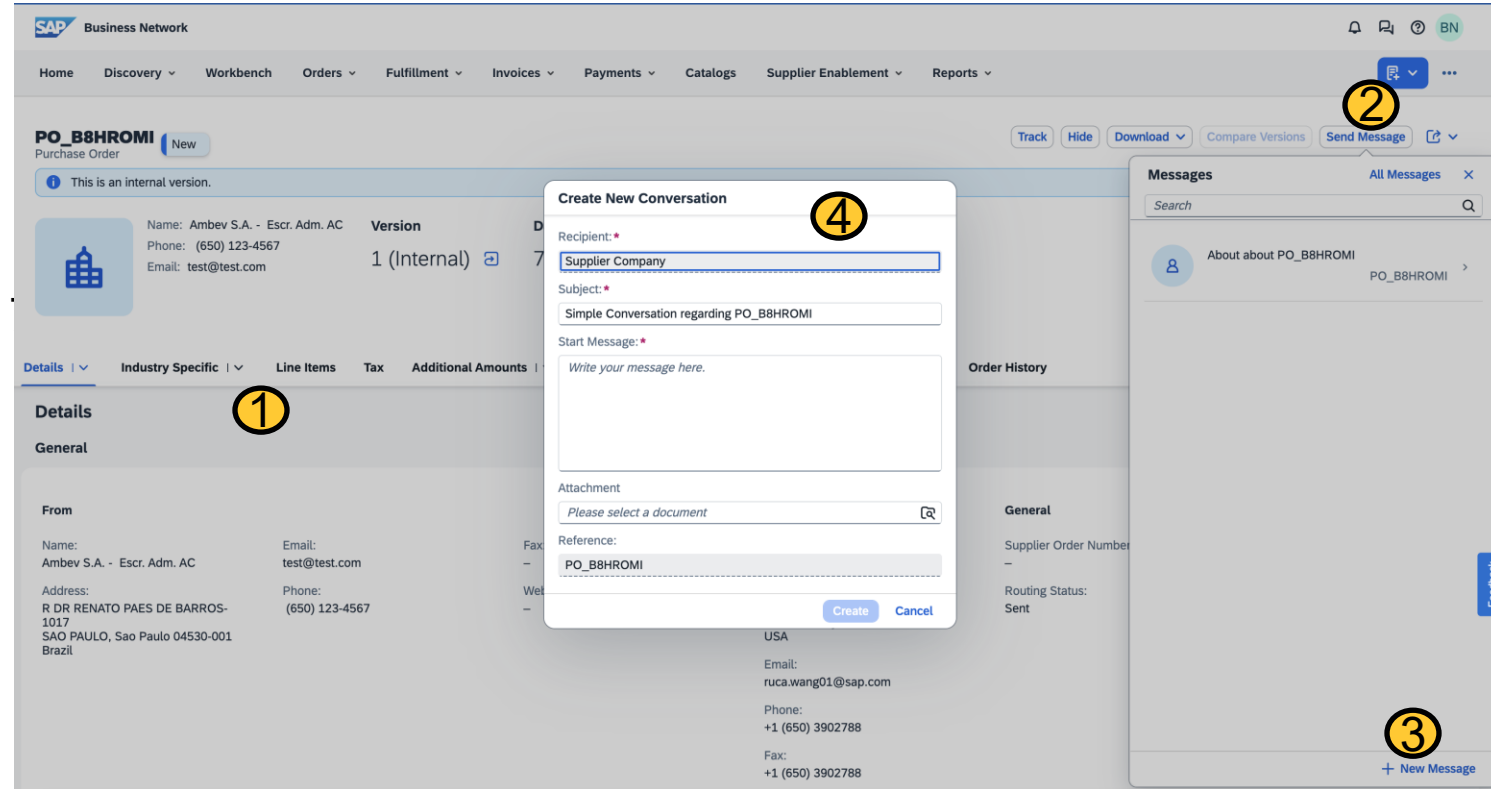 SAP Business Network
BN
Home Discovery Workbench Orders Fulfillment Invoices Payments Catalogs Supplier Enablement Reports
2
PO_B8HROMI New
Purchase Order
Track Hide Download Compare Versions Send Message
This is an internal version.
Name: Ambev S.A. - Escr. Adm. AC
Phone: (650) 123-4567
Email: test@test.com
Version
1 (Internal)
D
7
Details Industry Specific Line Items Tax Additional Amounts Order History
1
Details
General
From
Name:
Ambev S.A. - Escr. Adm. AC
Address:
R DR RENATO PAES DE BARROS-
1017
SAO PAULO, Sao Paulo 04530-001
Brazil
Email:
test@test.com
Phone:
(650) 123-4567
Fax
–
Web
–
USA
Email:
ruca.wang01@sap.com
Phone:
+1 (650) 3902788
Fax:
+1 (650) 3902788
General
Supplier Order Number
–
Routing Status:
Sent
Create New Conversation
4
Recipient:*
Supplier Company
Subject:*
Simple Conversation regarding PO_B8HROMI
Start Message:*
Write your message here.
Attachment
Please select a document
Reference:
PO_B8HROMI
Create Cancel
Messages All Messages
Search
About about PO_B8HROMI
PO_B8HROMI
3
+ New Message